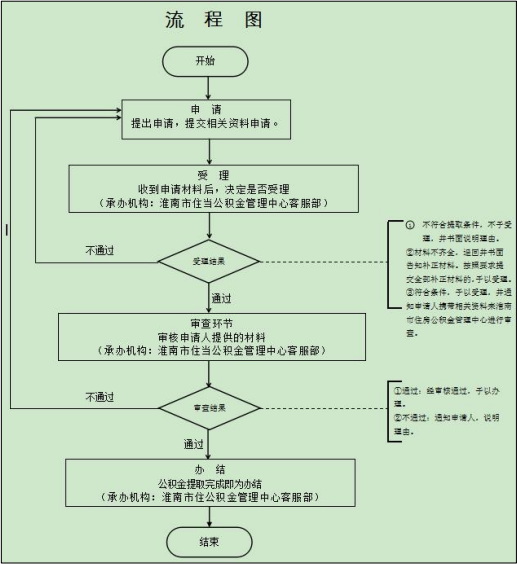 流 程 图
开始
申 请
提出申请，提交相关资料申请。
受 理
收到申请材料后，决定是否受理
（承办机构：淮南市住当公积金管理中心客服部）
不通过
受理结果
① 不符合提取条件，不予受
理，并书面说明理由。
②材料不齐全，退回并书面
告知补正材料。按照要求提
交全部补正材料的，予以受理。
③符合条件，予以受理，并通
知申请人携带相关资料来淮南
市住房公积金管理中心进行审
查。
通过
审查环节
审核申请人提供的材料
（承办机构：淮南市住当公积金管理中心客服部）
不通过
审查结果
①通过：经审核通过，予以办
理。
②不通过：通知申请人，说明
理由。
通过
办 结
公积金提取完成即为办结
（承办机构：淮南市住公积金管理中心客服部）
结束